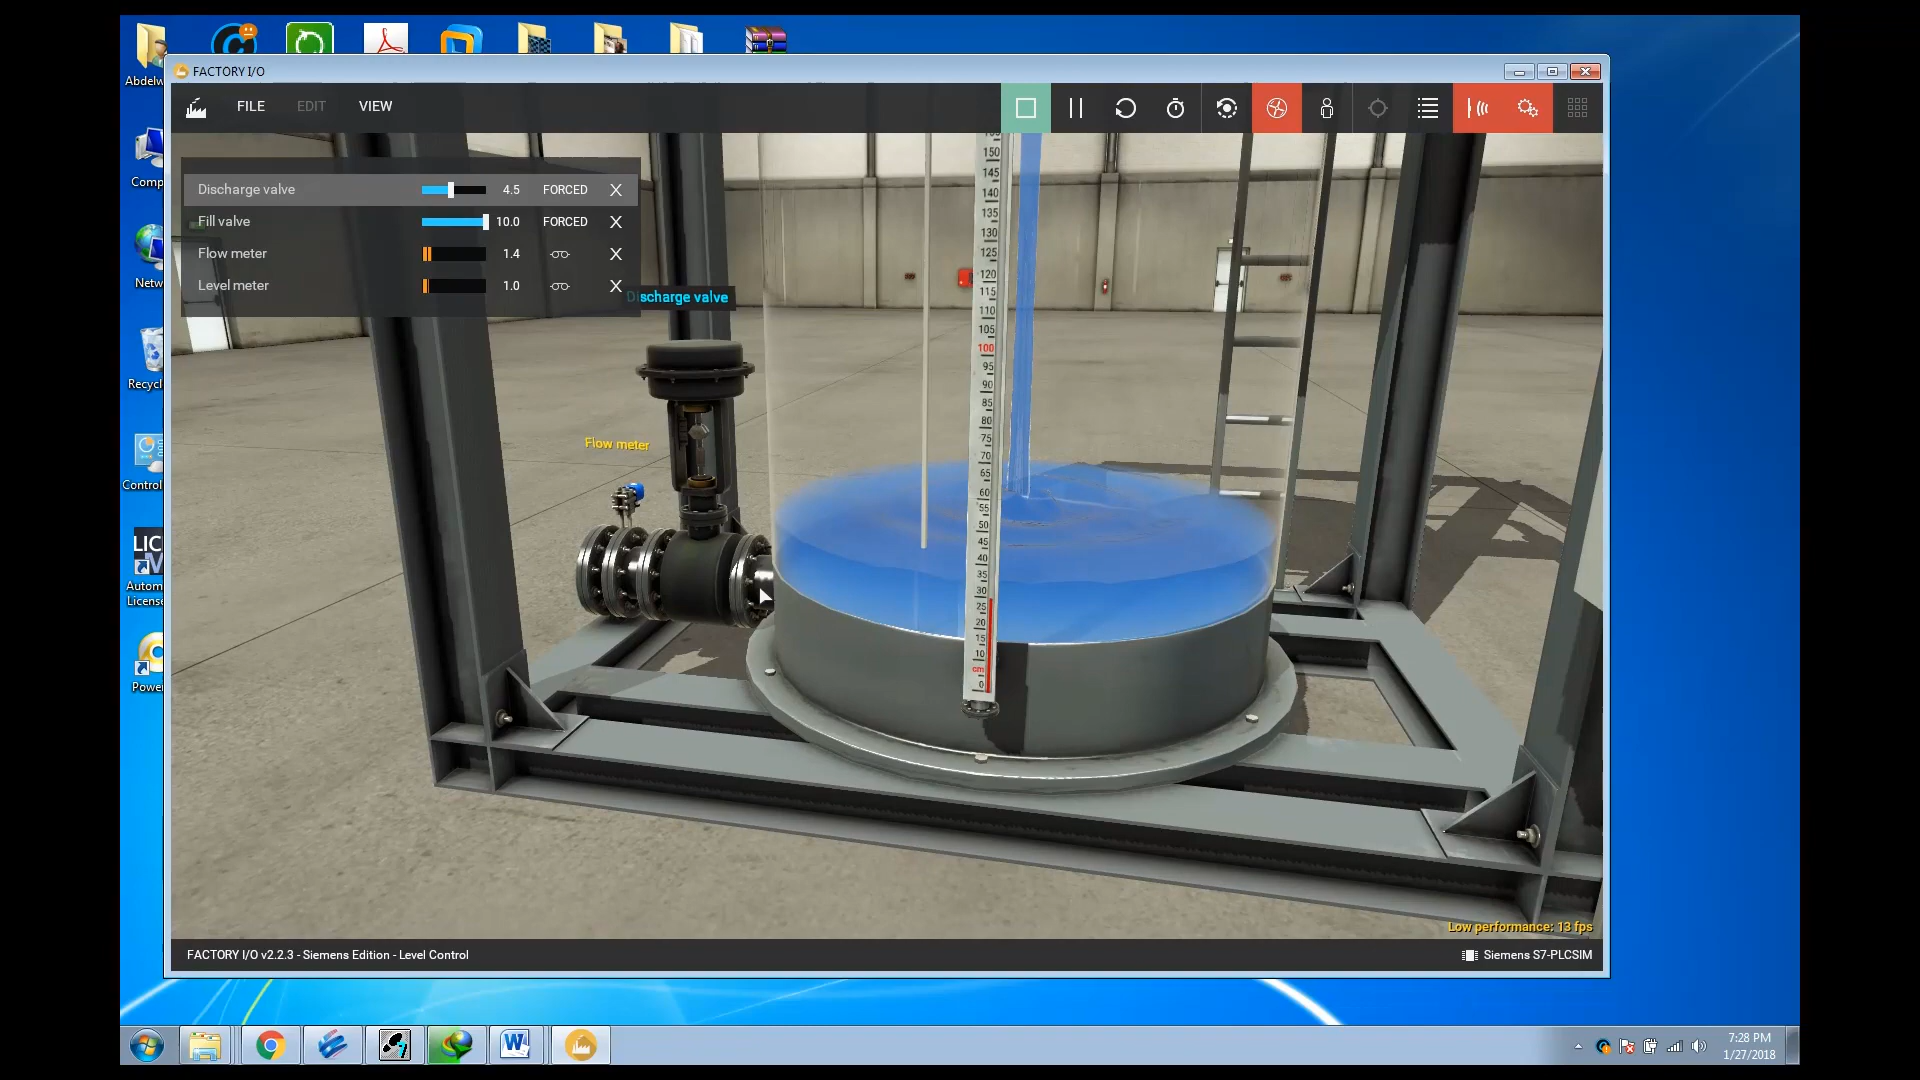 Abdelw
FACTORY I/O
FILE EDIT VIEW
Comp
Discharge valve 4.5 FORCED X
Fill valve 10.0 FORCED X
Flow meter 1.4 X
Level meter 1.0 X
Discharge valve
Netw
Flow meter
Recycl
Control
LIC
Autom
License
Powe
150
145
140
135
130
125
120
115
110
105
100
95
90
85
80
75
70
65
60
55
50
45
40
35
30
25
20
15
10
cm
0
Low performance: 13 fps
FACTORY I/O v2.2.3 - Siemens Edition - Level Control
Siemens S7-PLCSIM
7:28 PM
1/27/2018